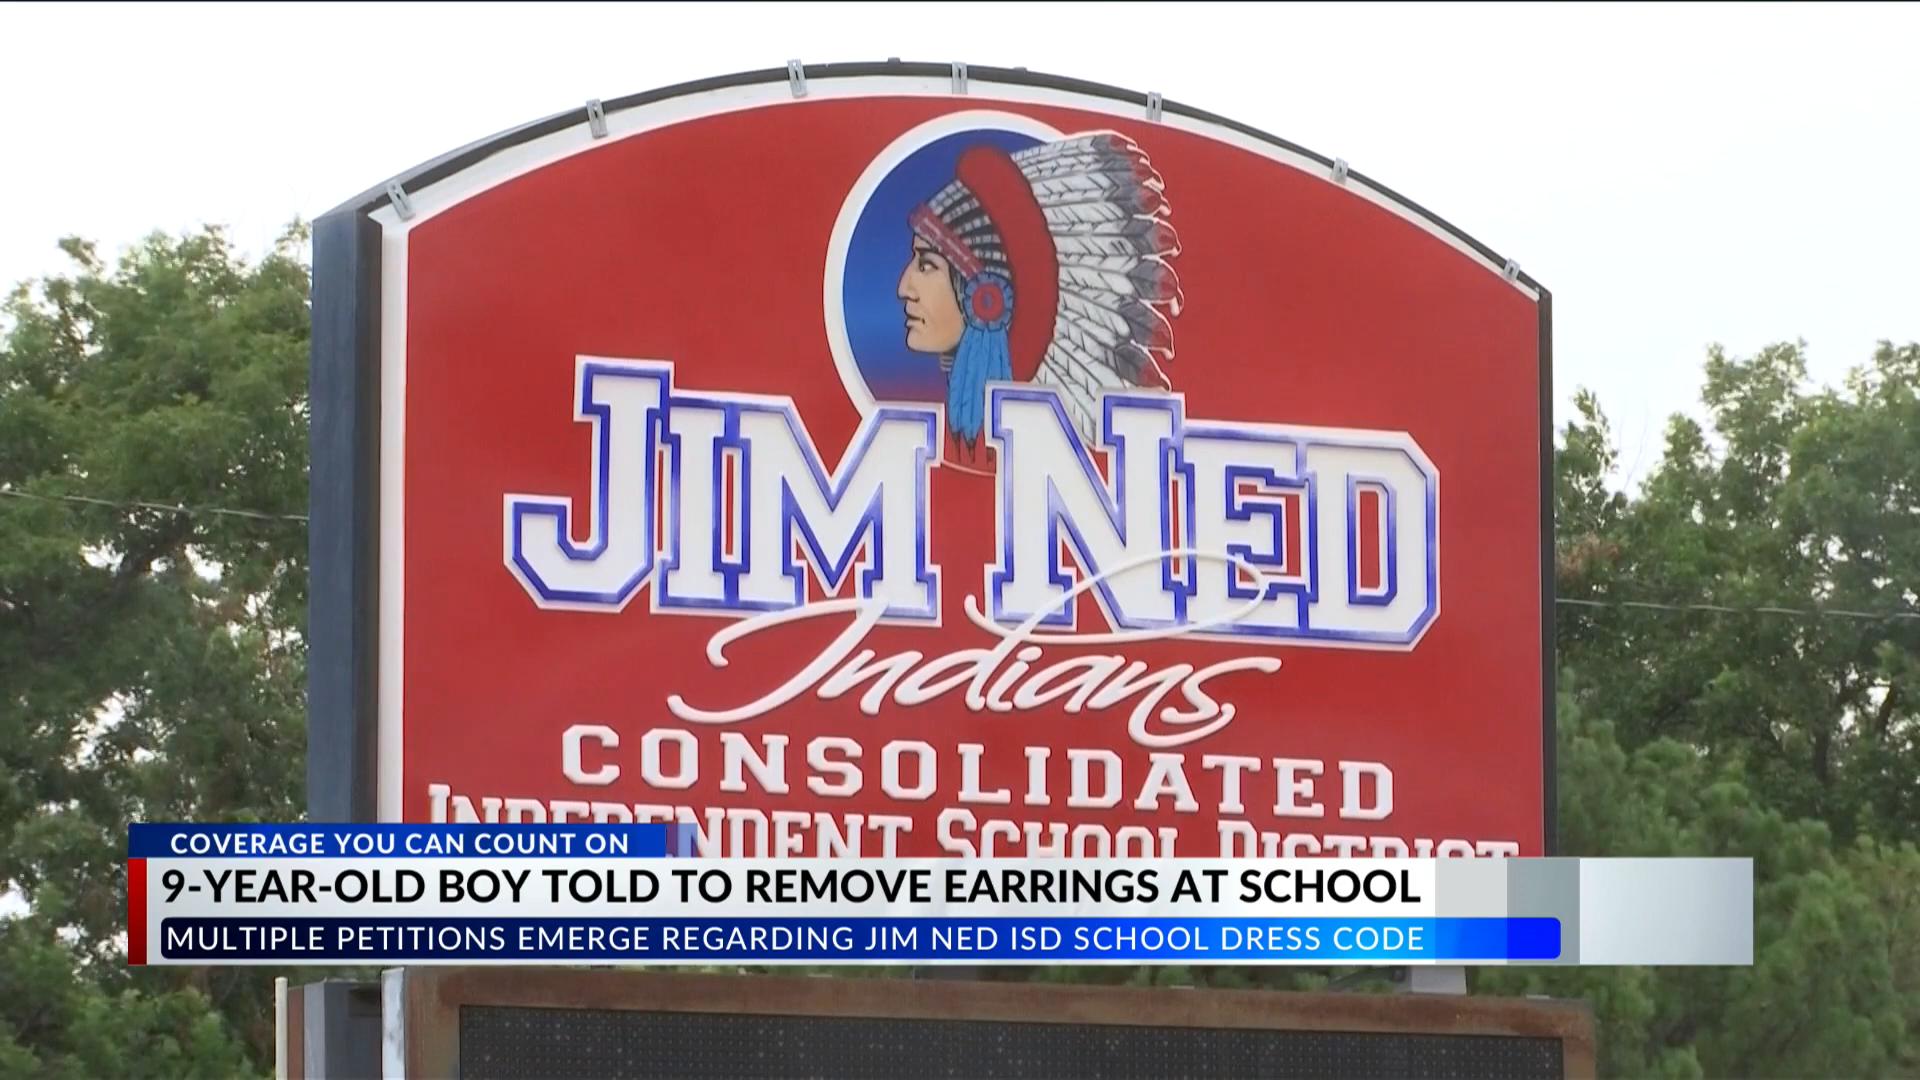 JIM NED
Indians
CONSOLIDATED
INDEPENDENT SCHOOL DISTRICT
COVERAGE YOU CAN COUNT ON
9-YEAR-OLD BOY TOLD TO REMOVE EARRINGS AT SCHOOL
MULTIPLE PETITIONS EMERGE REGARDING JIM NED ISD SCHOOL DRESS CODE